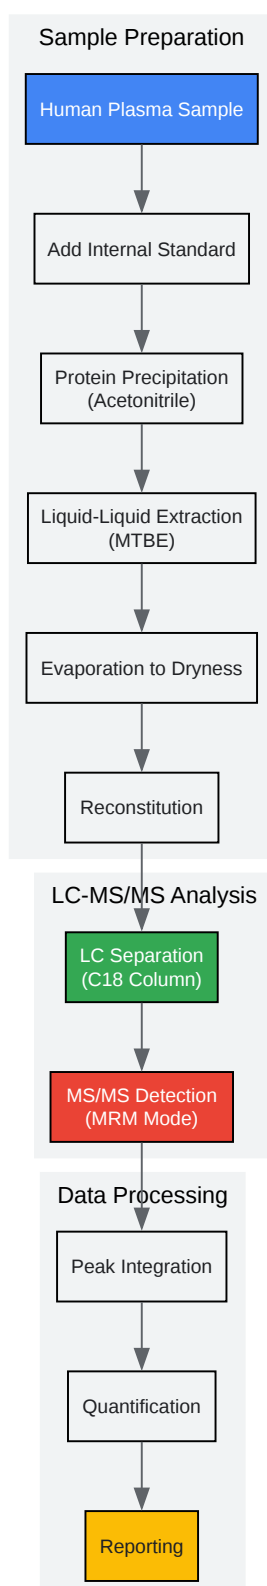 Sample Preparation
Human Plasma Sample
Add Internal Standard
Protein Precipitation
(Acetonitrile)
Liquid-Liquid Extraction
(MTBE)
Evaporation to Dryness
Reconstitution
LC-MS/MS Analysis
LC Separation
(C18 Column)
MS/MS Detection
(MRM Mode)
Data Processing
Peak Integration
Quantification
Reporting